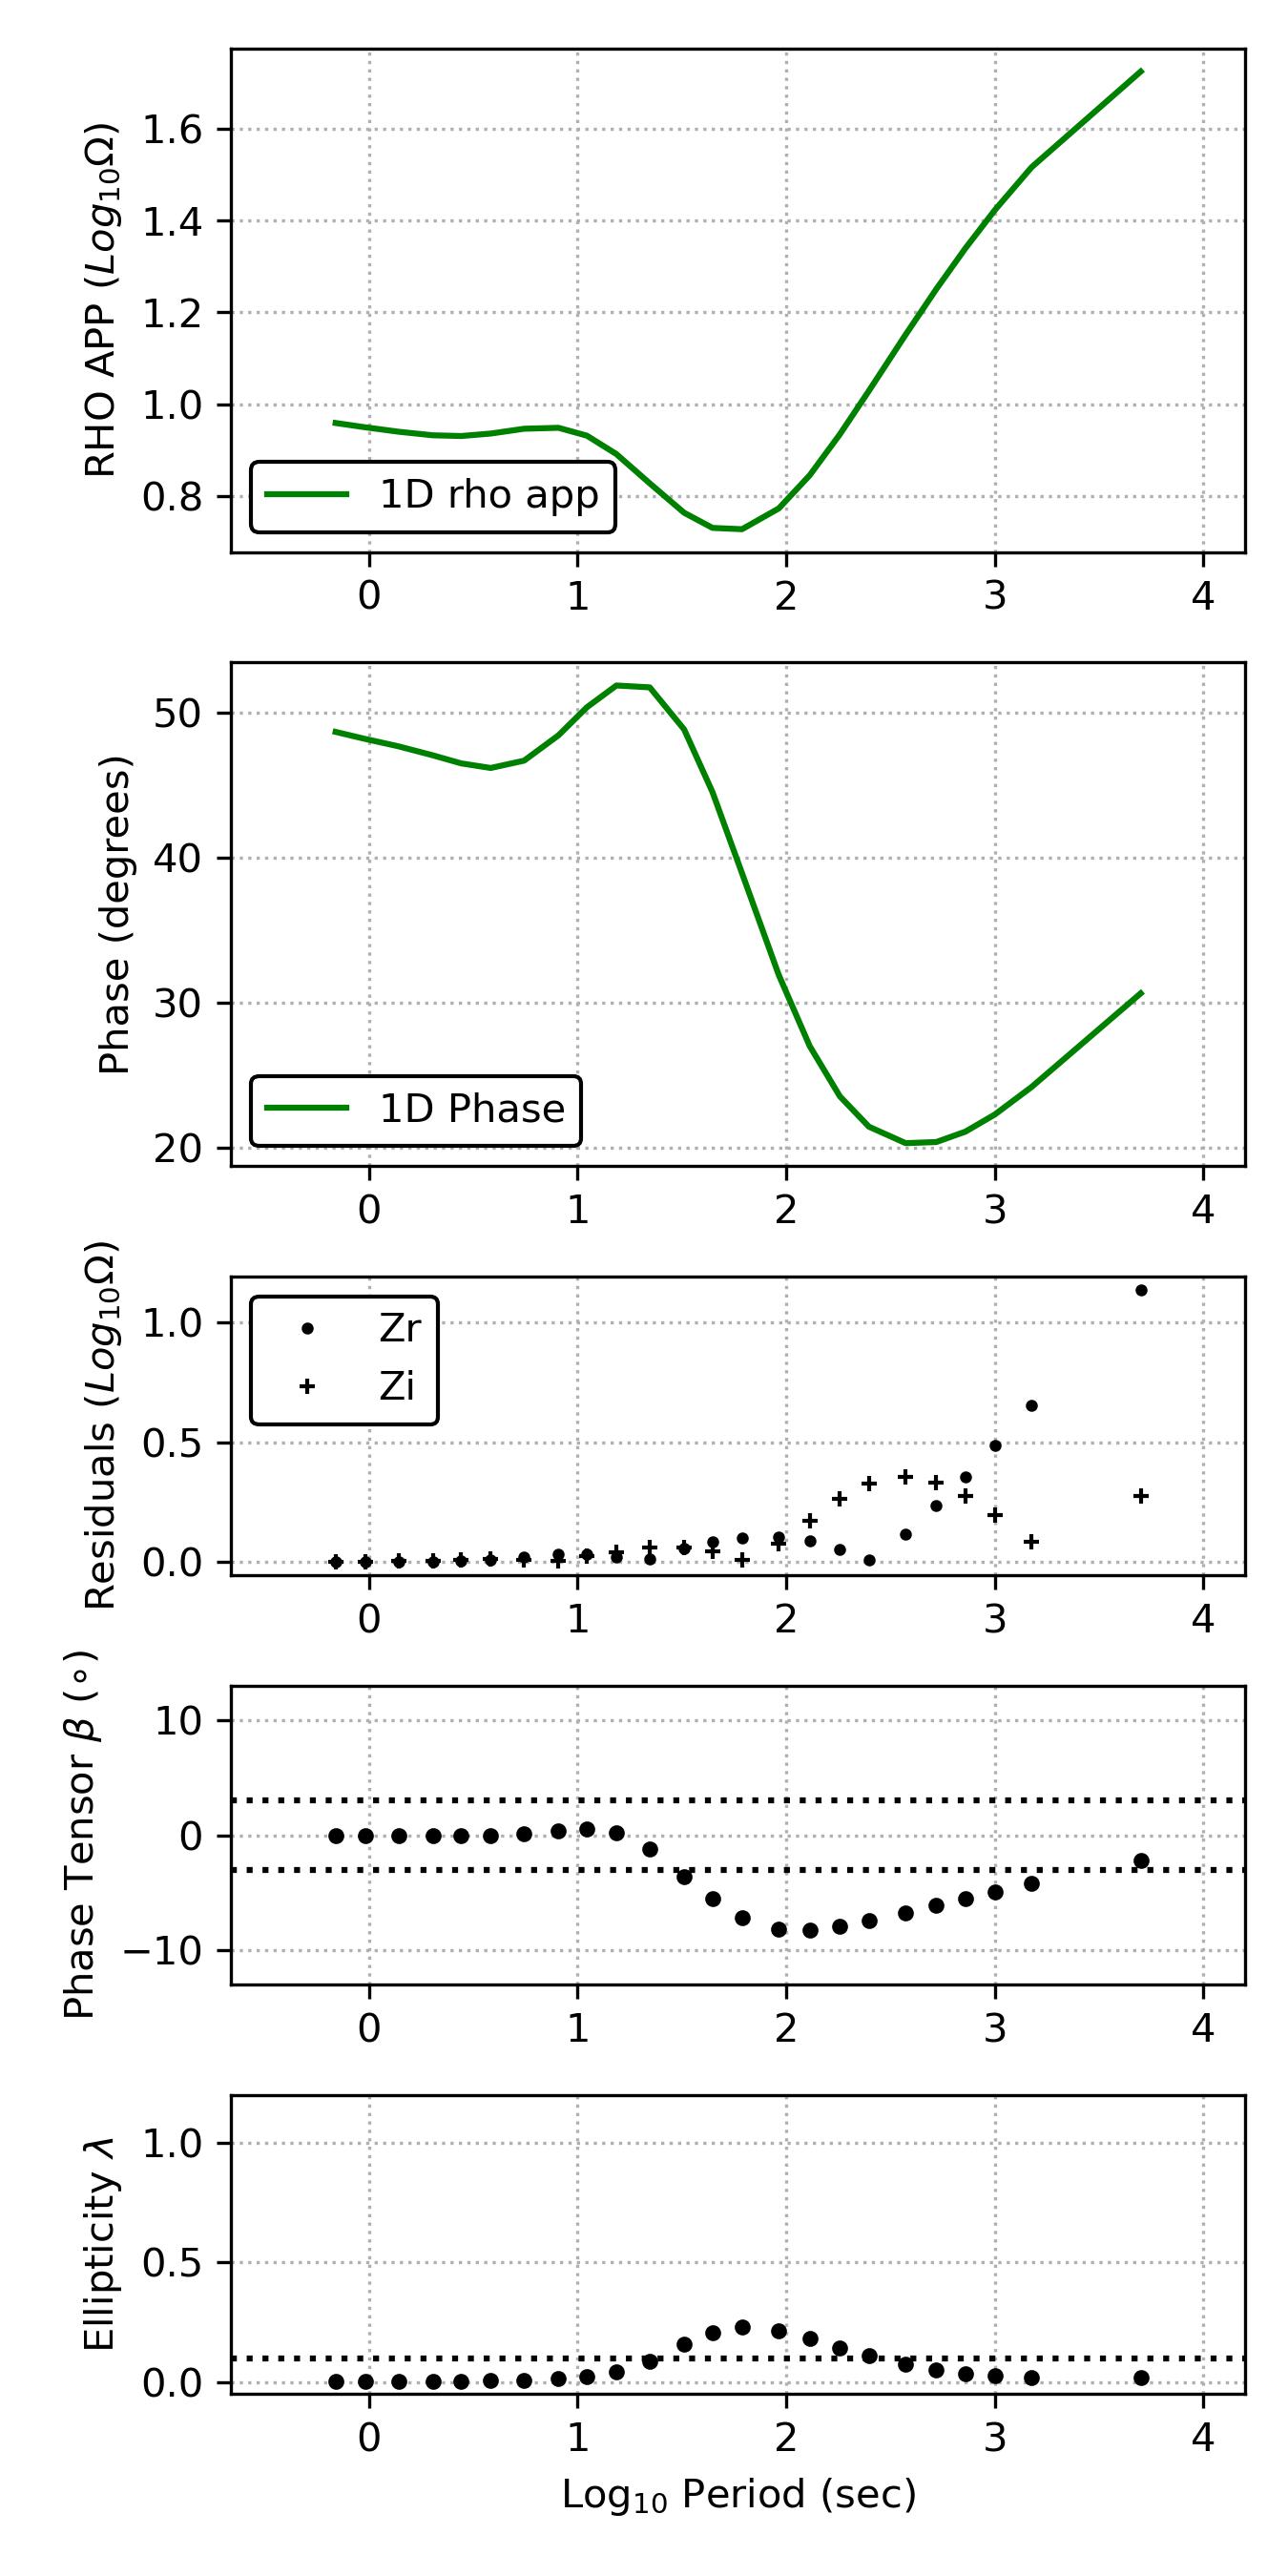 RHO APP (Log₁₀Ω)
1.6
1.4
1.2
1.0
0.8
1D rho app
0 1 2 3 4
Phase (degrees)
50
40
30
20
1D Phase
0 1 2 3 4
Residuals (Log₁₀Ω)
1.0
0.5
0.0
Zr
Zi
0 1 2 3 4
Phase Tensor β (∘)
10
0
−10
0 1 2 3 4
Ellipticity λ
1.0
0.5
0.0
0 1 2 3 4
Log₁₀ Period (sec)